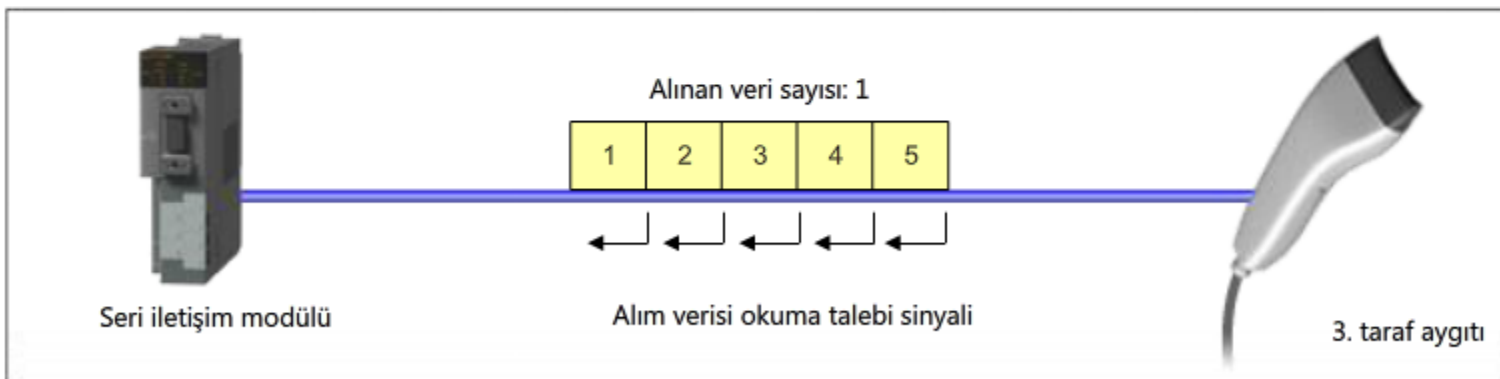 Alınan veri sayısı: 1
1 2 3 4 5
Seri iletişim modülü
Alım verisi okuma talebi sinyali
3. taraf aygıtı